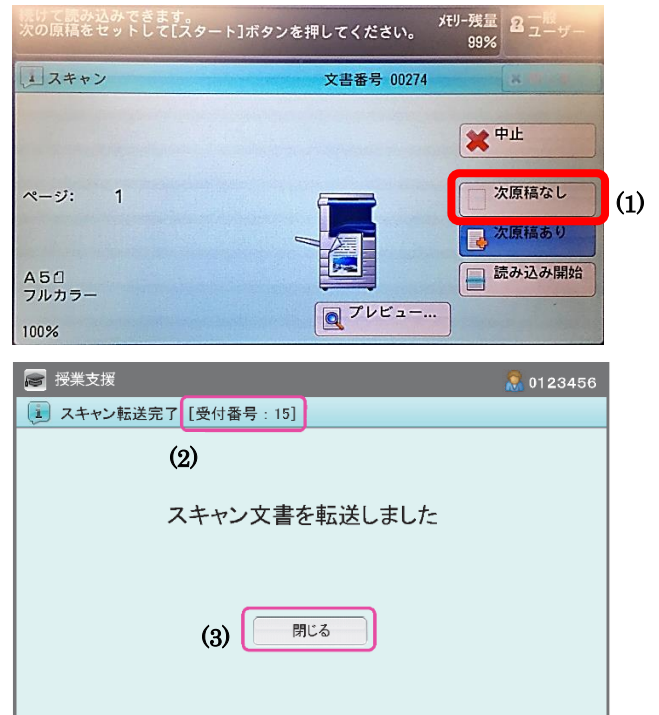 続けて読み込みできます。
次の原稿をセットして[スタート]ボタンを押してください。
メモリー残量
99%
一般
ユーザー
スキャン
文書番号 00274
中止
次原稿なし
(1)
ページ: 1
次原稿あり
読み込み開始
A5
フルカラー
プレビュー...
100%
授業支援
0123456
スキャン転送完了 [受付番号:15]
(2)
スキャン文書を転送しました
(3)
閉じる